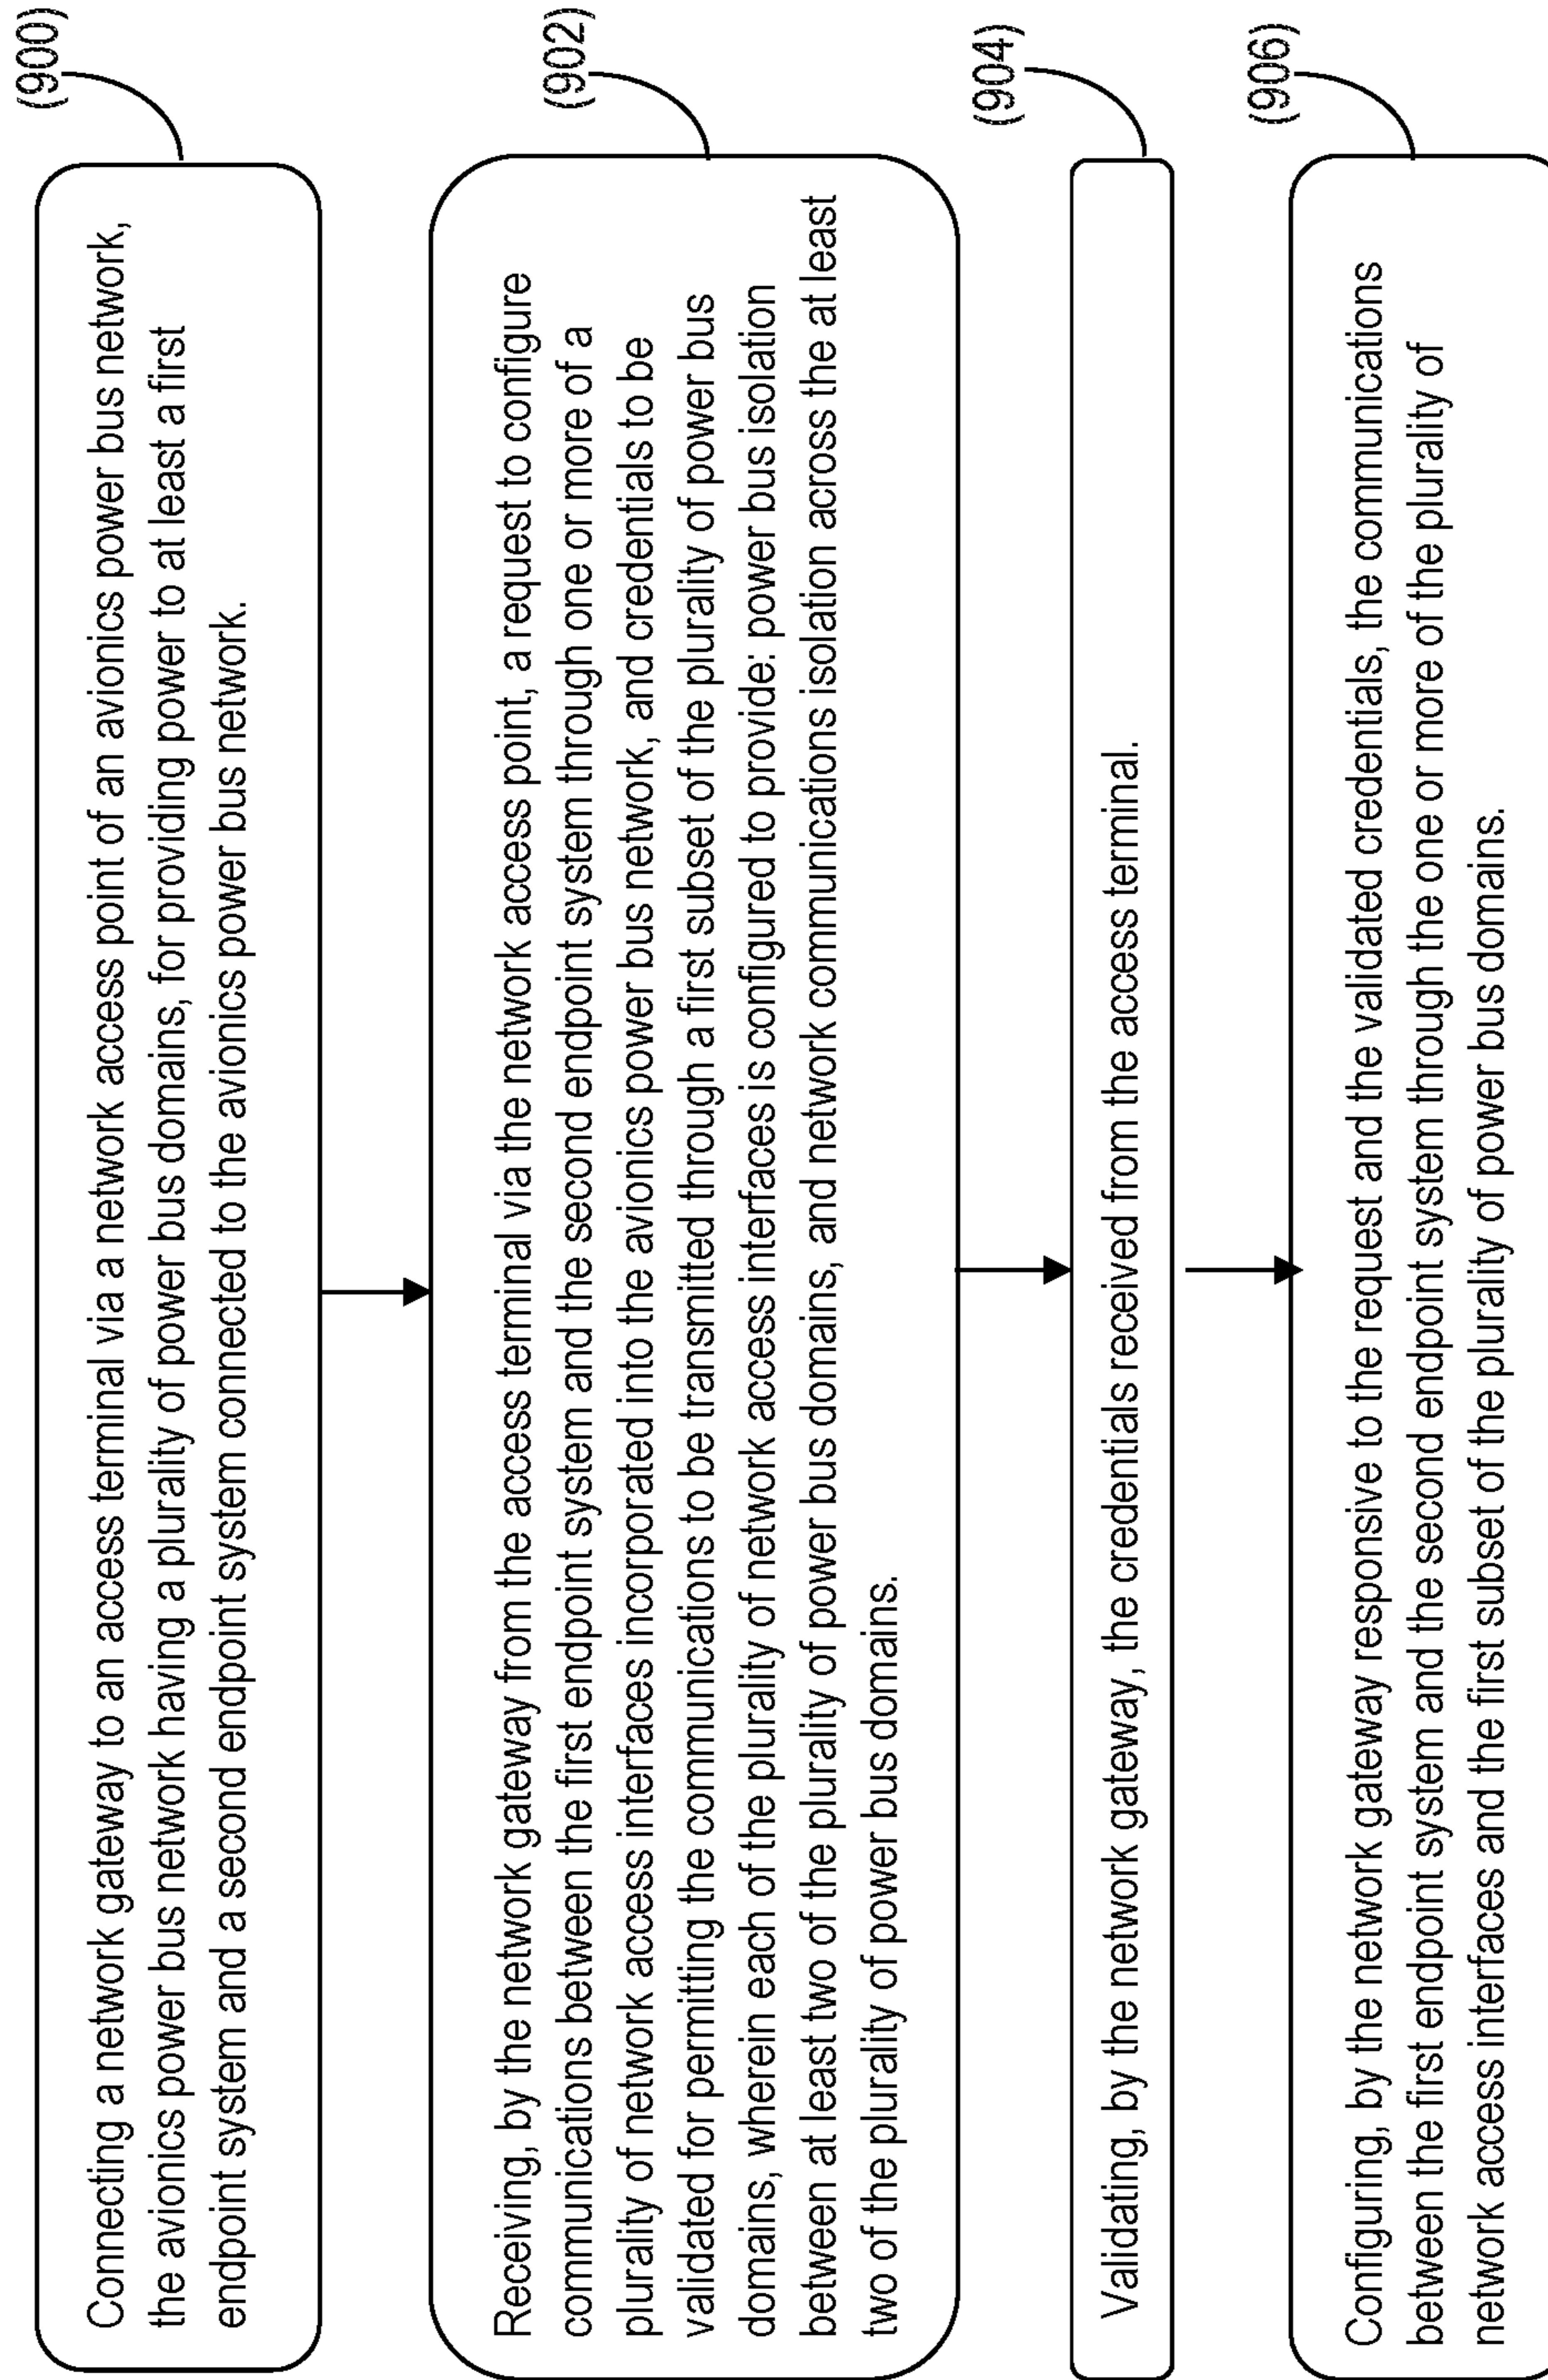 (900)
Connecting a network gateway to an access terminal via a network access point of an avionics power bus network,
the avionics power bus network having a plurality of power bus domains, for providing power to at least a first
endpoint system and a second endpoint system connected to the avionics power bus network.
(902)
Receiving, by the network gateway from the access terminal via the network access point, a request to configure
communications between the first endpoint system and the second endpoint system through one or more of a
plurality of network access interfaces incorporated into the avionics power bus network, and credentials to be
validated for permitting the communications to be transmitted through a first subset of the plurality of power bus
domains, wherein each of the plurality of network access interfaces is configured to provide: power bus isolation
between at least two of the plurality of power bus domains, and network communications isolation across the at least
two of the plurality of power bus domains.
(904)
Validating, by the network gateway, the credentials received from the access terminal.
(906)
Configuring, by the network gateway responsive to the request and the validated credentials, the communications
between the first endpoint system and the second endpoint system through the one or more of the plurality of
network access interfaces and the first subset of the plurality of power bus domains.